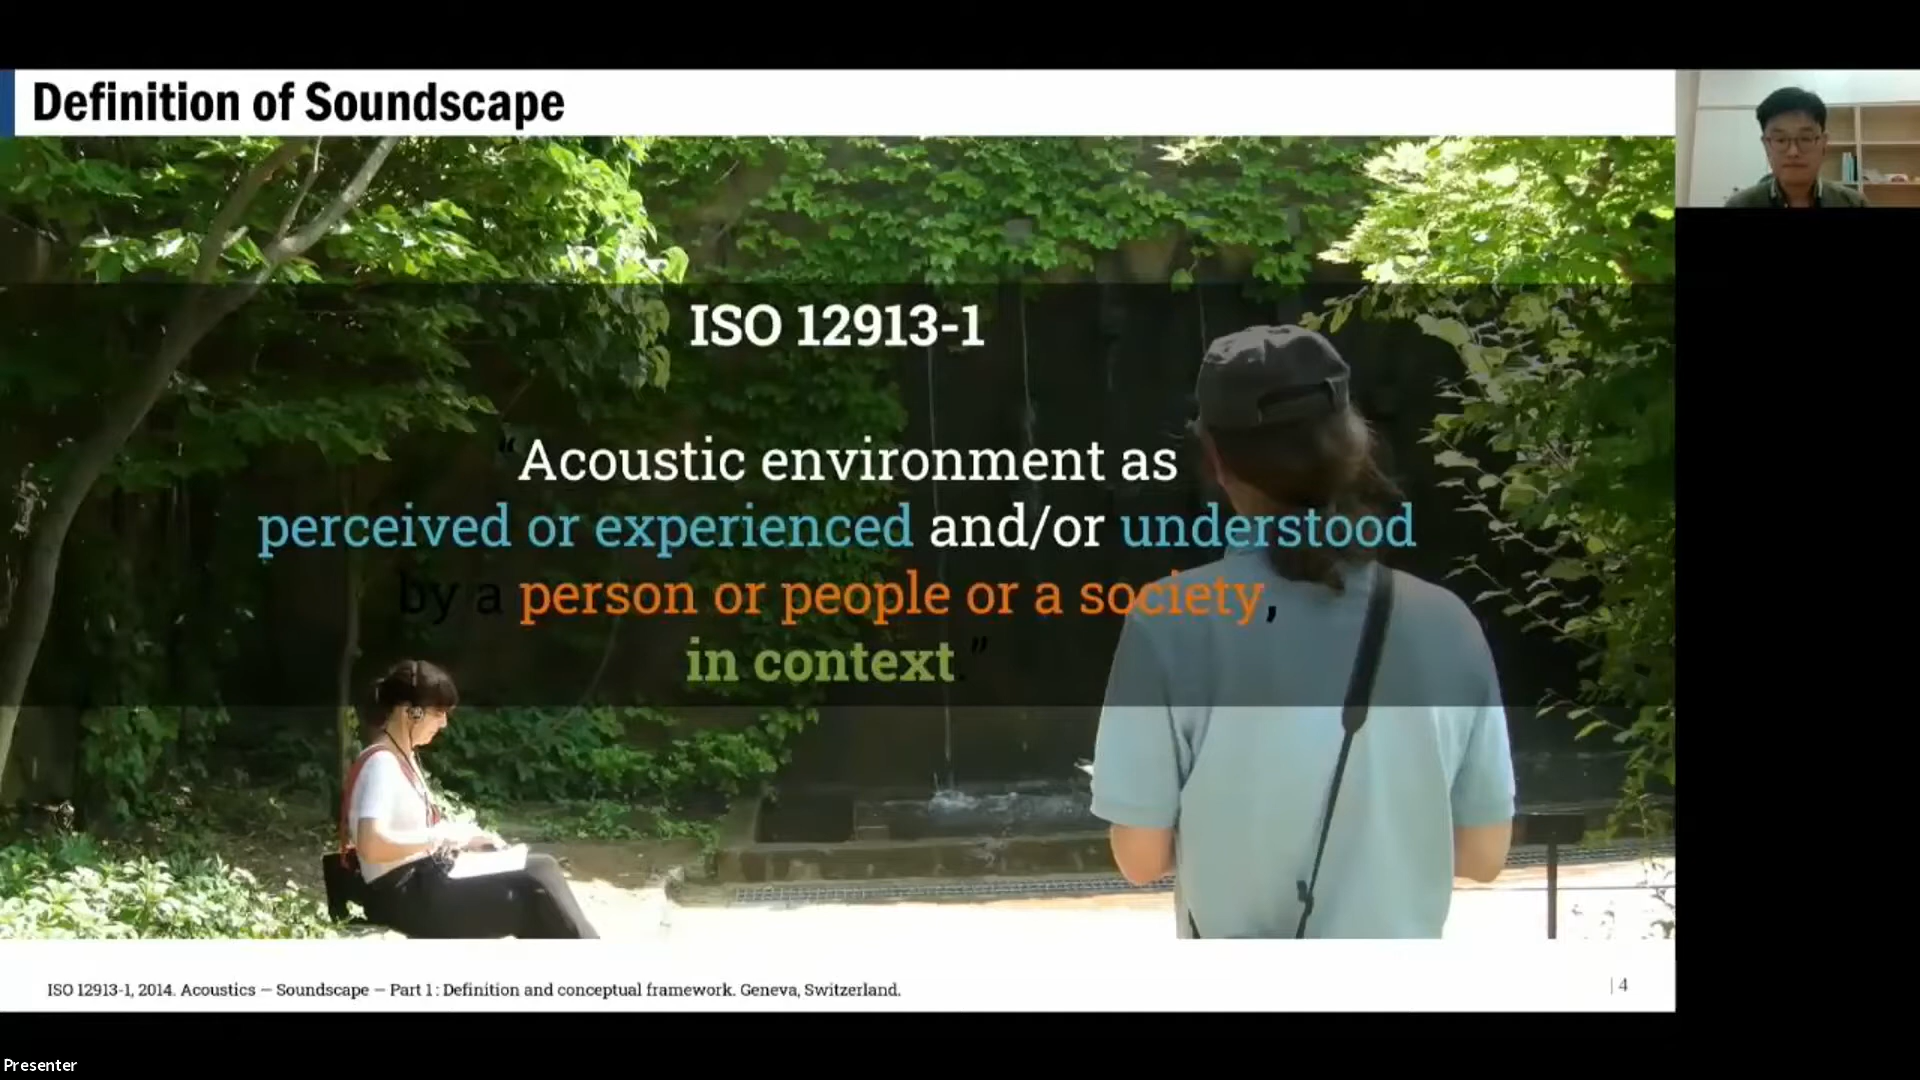 Definition of Soundscape
ISO 12913-1
“Acoustic environment as
perceived or experienced and/or understood
by a person or people or a society,
in context.”
ISO 12913-1, 2014. Acoustics — Soundscape — Part 1: Definition and conceptual framework. Geneva, Switzerland.
| 4
Presenter